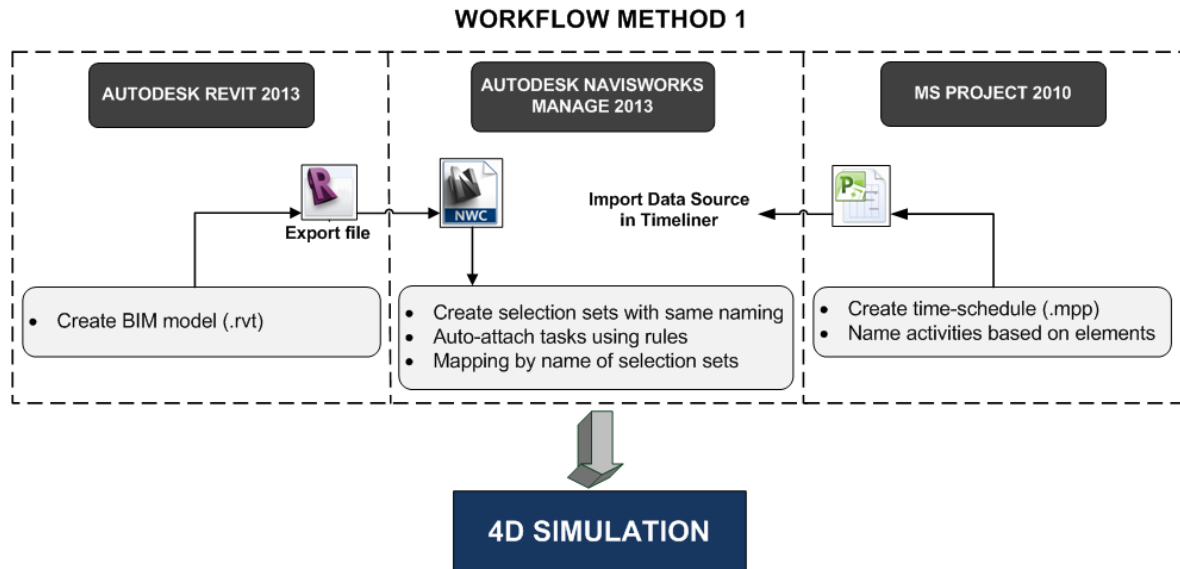 WORKFLOW METHOD 1
AUTODESK REVIT 2013
AUTODESK NAVISWORKS
MANAGE 2013
MS PROJECT 2010
R
Export file
N
NWC
Import Data Source
in Timeliner
P
• Create BIM model (.rvt)
• Create selection sets with same naming
• Auto-attach tasks using rules
• Mapping by name of selection sets
• Create time-schedule (.mpp)
• Name activities based on elements
4D SIMULATION